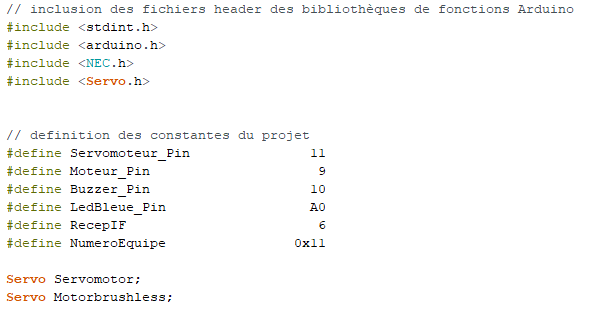 // inclusion des fichiers header des bibliothèques de fonctions Arduino
#include <stdint.h>
#include <arduino.h>
#include <NEC.h>
#include <Servo.h>
// definition des constantes du projet
#define Servomoteur_Pin 11
#define Moteur_Pin 9
#define Buzzer_Pin 10
#define LedBleue_Pin A0
#define RecepIF 6
#define NumeroEquipe 0x11
Servo Servomotor;
Servo Motorbrushless;